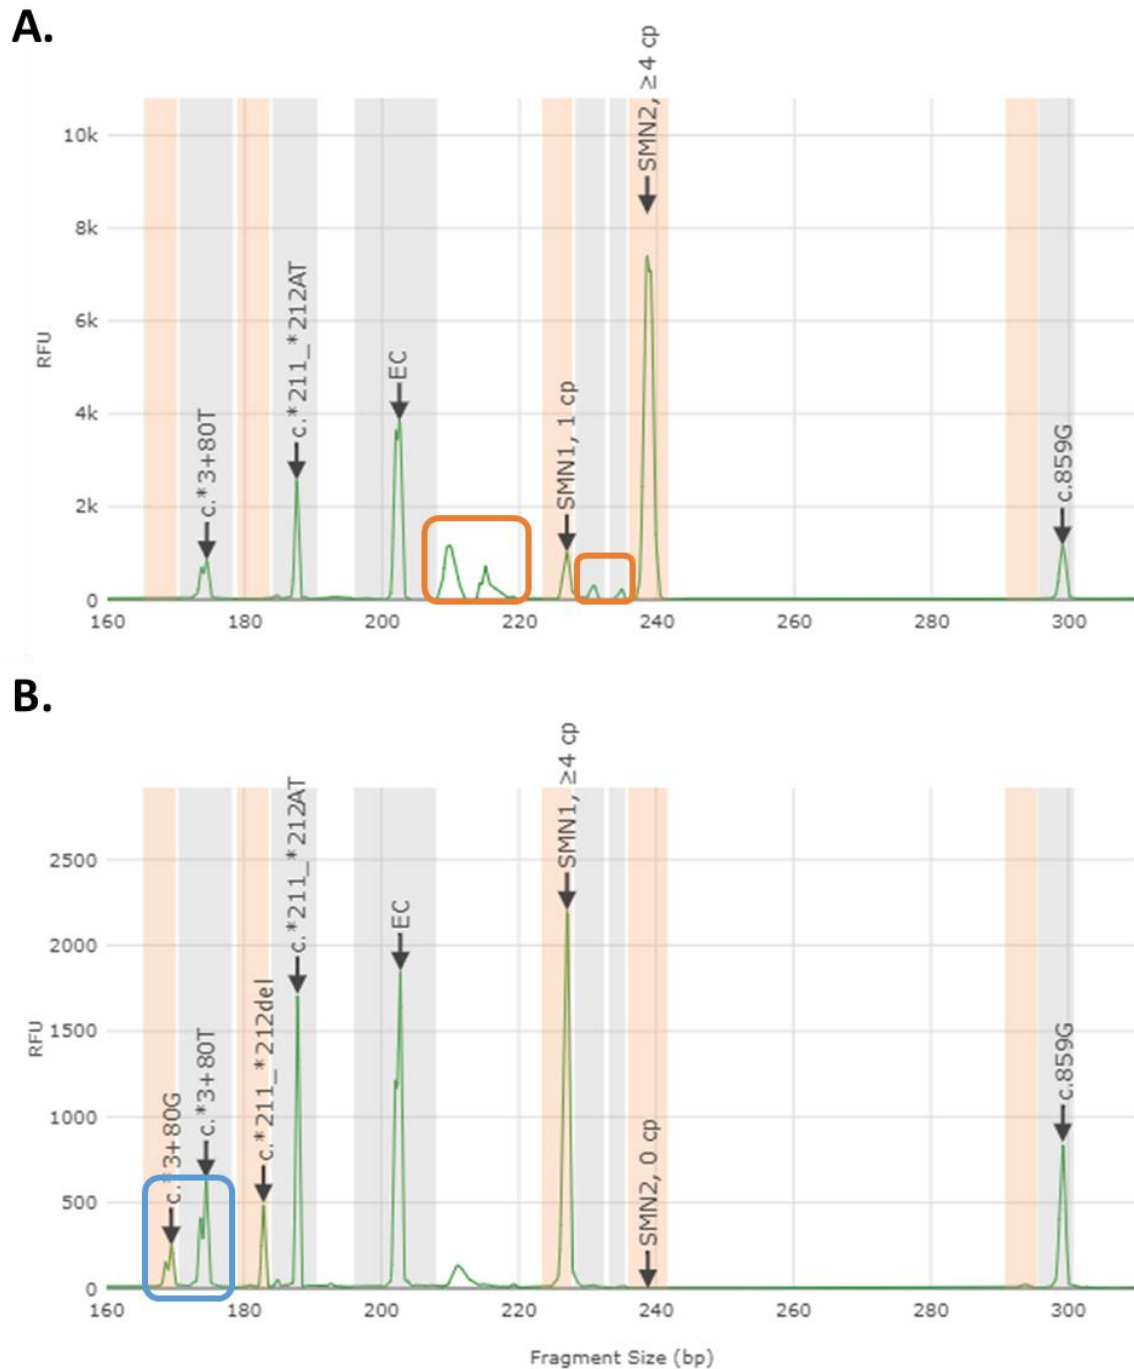 A.
10k
8k
6k
4k
2k
0
RFU
c.*3+80T
c.*211_*212AT
EC
SMN1, 1 cp
SMN2, ≥4 cp
c.859G
160 180 200 220 240 260 280 300
B.
2500
2000
1500
1000
500
0
RFU
c.*3+80G
c.*3+80T
c.*211_*212del
c.*211_*212AT
EC
SMN1, ≥4 cp
SMN2, 0 cp
c.859G
160 180 200 220 240 260 280 300
Fragment Size (bp)